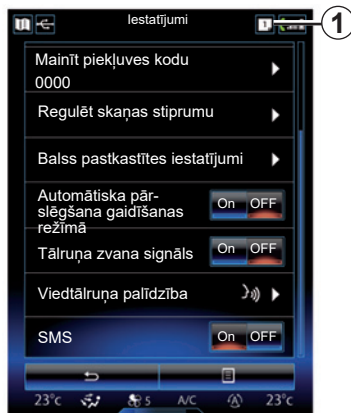 Iestatījumi
1
1
Mainīt piekļuves kodu
0000
Regulēt skaņas stiprumu
Balss pastkastītes iestatījumi
Automātiska pār-
slēgšana gaidīšanas
režīmā
On OFF
Tālruņa zvana signāls
On OFF
Viedtālruņa palīdzība
SMS
On OFF
23°c 5 A/C 23°c